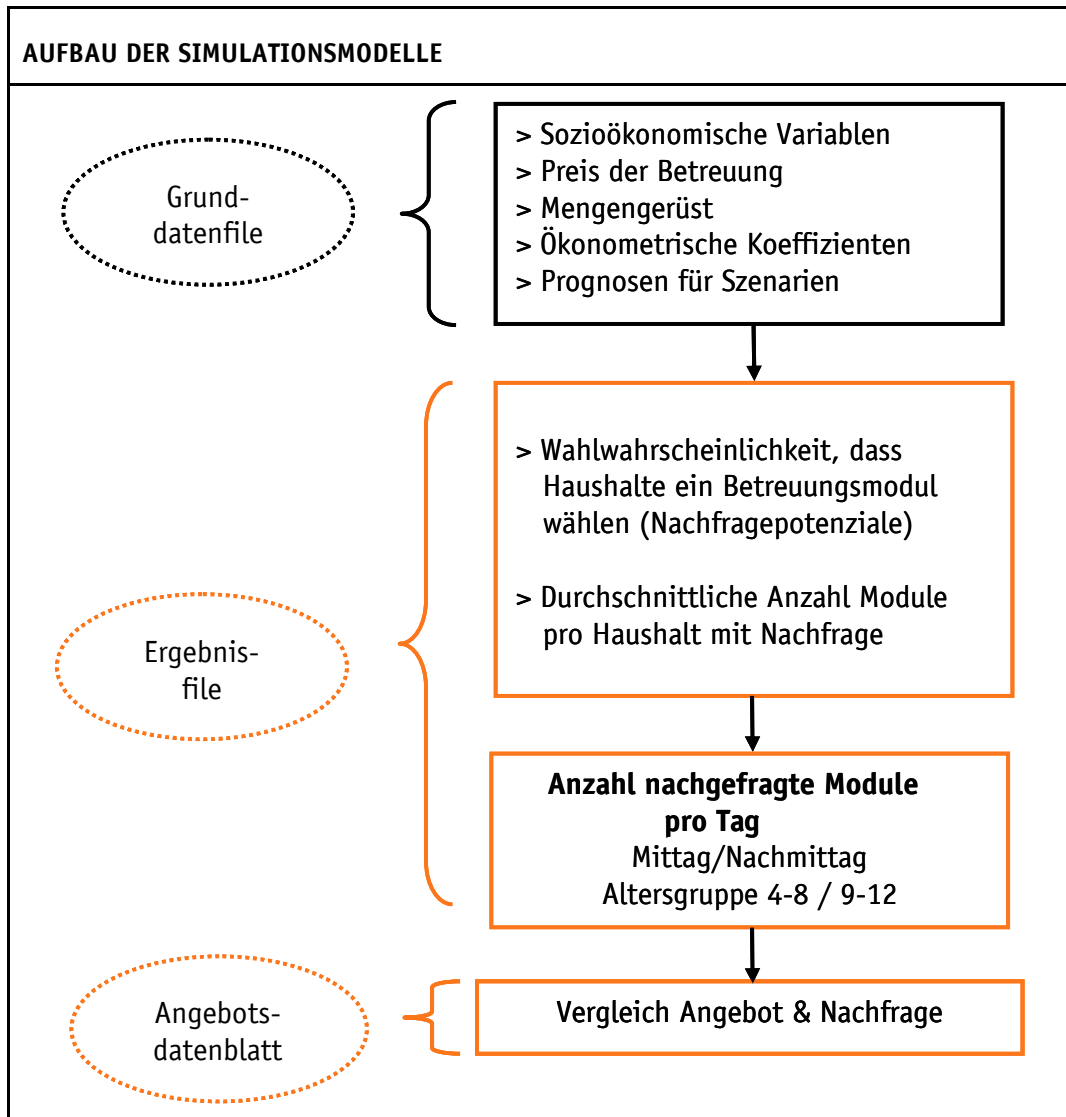 AUFBAU DER SIMULATIONSMODELLE
Grund-
datenfile
> Sozioökonomische Variablen
> Preis der Betreuung
> Mengengerüst
> Ökonometrische Koeffizienten
> Prognosen für Szenarien
Ergebnis-
file
> Wahlwahrscheinlichkeit, dass
Haushalte ein Betreuungsmodul
wählen (Nachfragepotenziale)
> Durchschnittliche Anzahl Module
pro Haushalt mit Nachfrage
Anzahl nachgefragte Module
pro Tag
Mittag/Nachmittag
Altersgruppe 4-8 / 9-12
Angebots-
datenblatt
Vergleich Angebot & Nachfrage